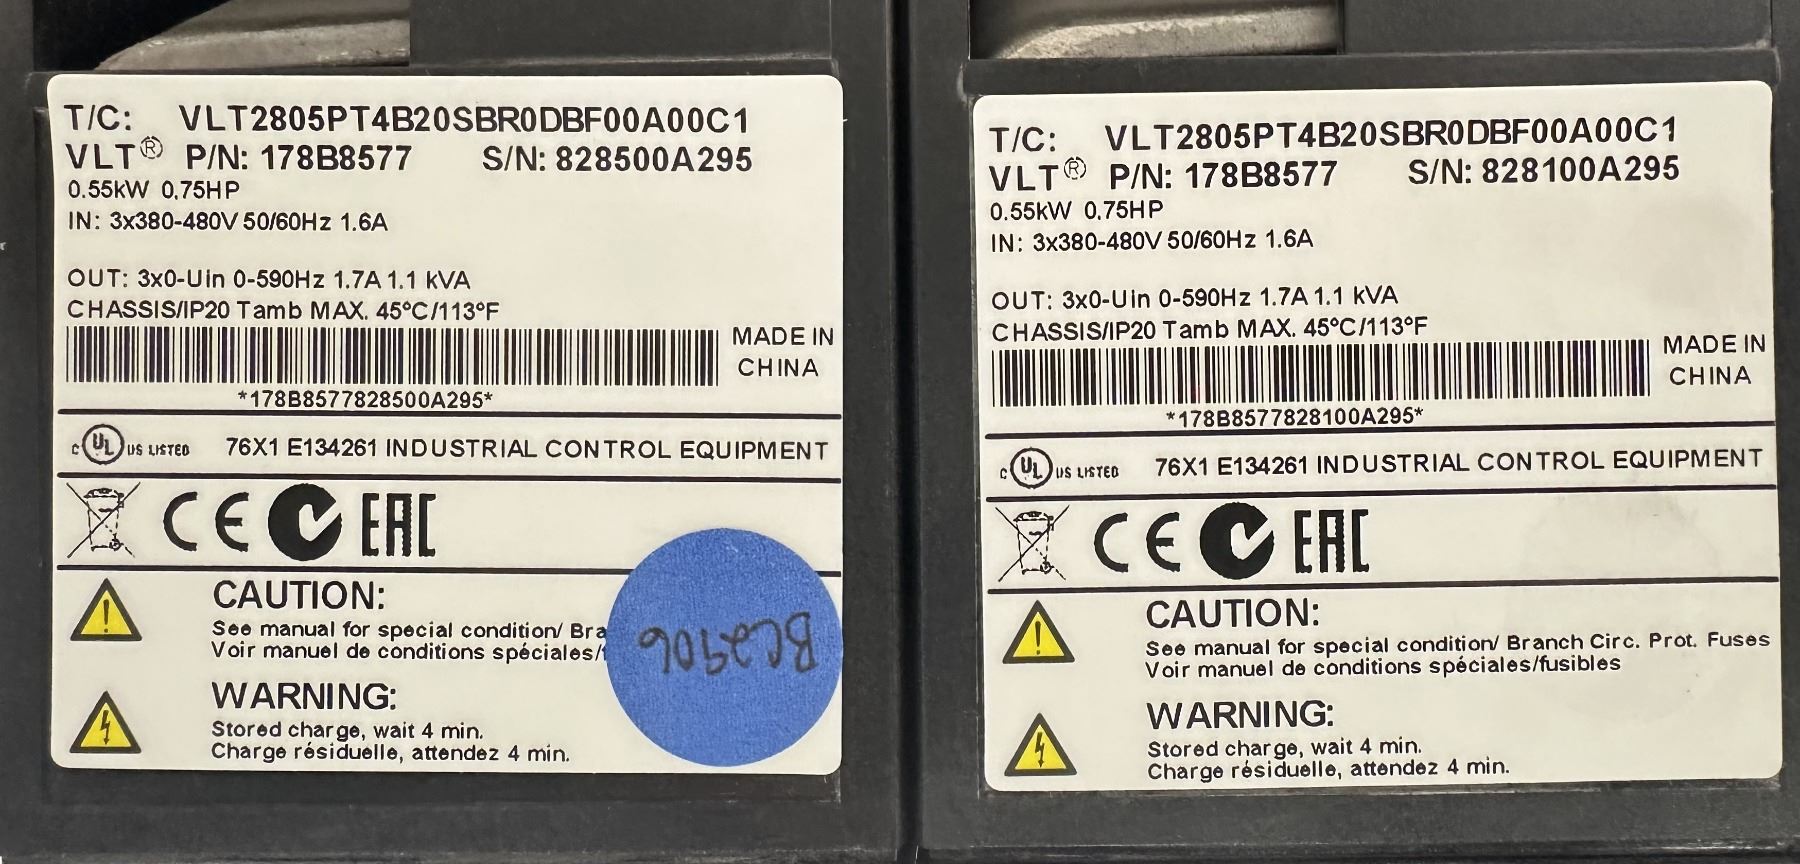 T/C: VLT2805PT4B20SBR0DBF00A00C1
VLT® P/N: 178B8577 S/N: 828500A295
0.55kW 0.75HP
IN: 3x380-480V 50/60Hz 1.6A
OUT: 3x0-Uin 0-590Hz 1.7A 1.1 kVA
CHASSIS/IP20 Tamb MAX. 45°C/113°F
MADE IN
CHINA
*178B8577828500A295*
C UL US LISTED 76X1 E134261 INDUSTRIAL CONTROL EQUIPMENT
CE EAC
CAUTION:
See manual for special condition/ Bra
Voir manuel de conditions spéciales/f
WARNING:
Stored charge, wait 4 min.
Charge résiduelle, attendez 4 min.
BC2906
T/C: VLT2805PT4B20SBR0DBF00A00C1
VLT® P/N: 178B8577 S/N: 828100A295
0.55kW 0.75HP
IN: 3x380-480V 50/60Hz 1.6A
OUT: 3x0-Uin 0-590Hz 1.7A 1.1 kVA
CHASSIS/IP20 Tamb MAX. 45°C/113°F
MADE IN
CHINA
*178B8577828100A295*
C UL US LISTED 76X1 E134261 INDUSTRIAL CONTROL EQUIPMENT
CE EAC
CAUTION:
See manual for special condition/ Branch Circ. Prot. Fuses
Voir manuel de conditions spéciales/fusibles
WARNING:
Stored charge, wait 4 min.
Charge résiduelle, attendez 4 min.